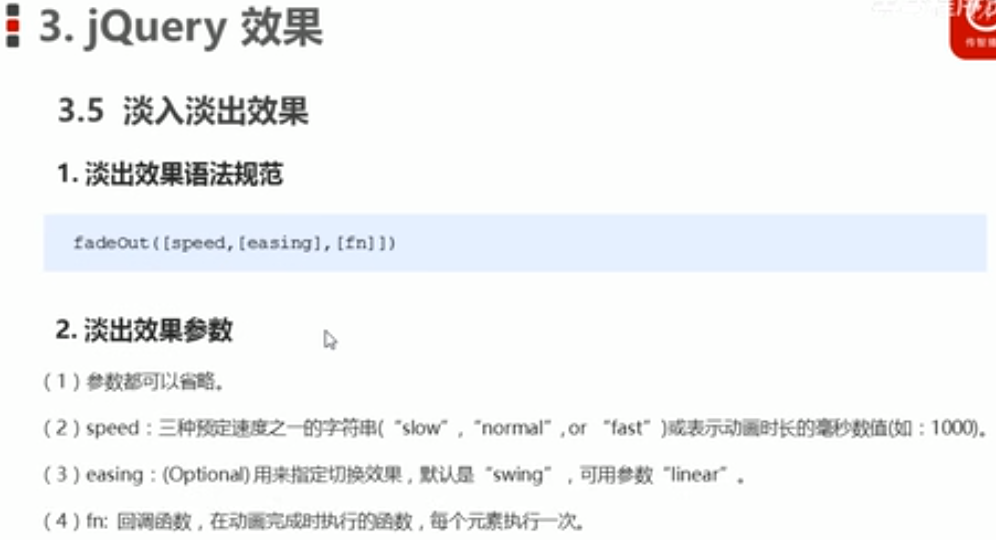 3. jQuery 效果
3.5 淡入淡出效果
1. 淡出效果语法规范
fadeOut([speed,[easing],[fn]])
2. 淡出效果参数
(1)参数都可以省略。
(2)speed:三种预定速度之一的字符串(“slow”,“normal”,or “fast”)或表示动画时长的毫秒数值(如:1000)。
(3)easing:(Optional) 用来指定切换效果,默认是“swing”,可用参数“linear”。
(4)fn: 回调函数,在动画完成时执行的函数,每个元素执行一次。